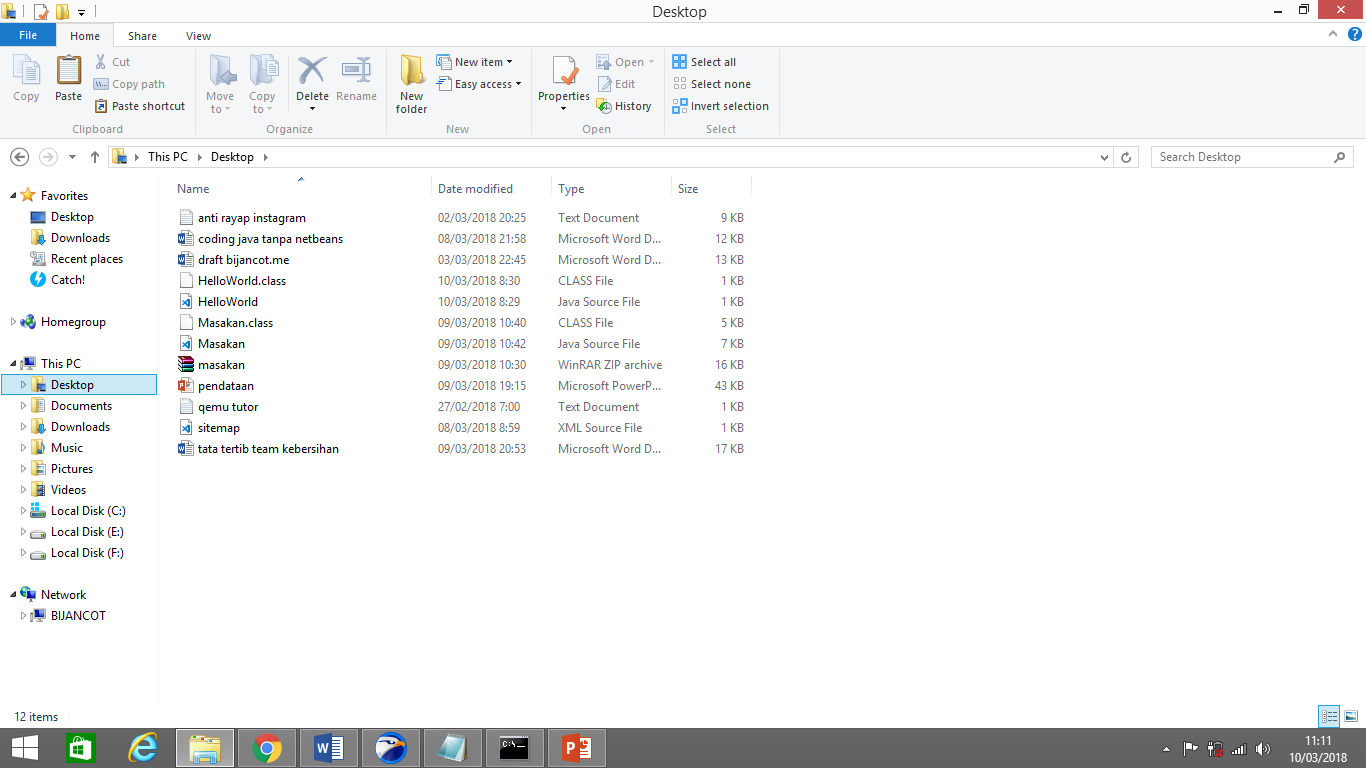 Desktop
File Home Share View
Copy
Paste
Cut
Copy path
Paste shortcut
Clipboard
Move to
Copy to
Delete
Rename
Organize
New folder
New item
Easy access
New
Properties
Open
Edit
History
Open
Select all
Select none
Invert selection
Select
This PC Desktop
Search Desktop
Favorites
Desktop
Downloads
Recent places
Catch!
Homegroup
This PC
Desktop
Documents
Downloads
Music
Pictures
Videos
Local Disk (C:)
Local Disk (E:)
Local Disk (F:)
Network
BIJANCOT
Name Date modified Type Size
anti rayap instagram 02/03/2018 20:25 Text Document 9 KB
coding java tanpa netbeans 08/03/2018 21:58 Microsoft Word D... 12 KB
draft bijancot.me 03/03/2018 22:45 Microsoft Word D... 13 KB
HelloWorld.class 10/03/2018 8:30 CLASS File 1 KB
HelloWorld 10/03/2018 8:29 Java Source File 1 KB
Masakan.class 09/03/2018 10:40 CLASS File 5 KB
Masakan 09/03/2018 10:42 Java Source File 7 KB
masakan 09/03/2018 10:30 WinRAR ZIP archive 16 KB
pendataan 09/03/2018 19:15 Microsoft PowerP... 43 KB
qemu tutor 27/02/2018 7:00 Text Document 1 KB
sitemap 08/03/2018 8:59 XML Source File 1 KB
tata tertib team kebersihan 09/03/2018 20:53 Microsoft Word D... 17 KB
12 items
11:11
10/03/2018